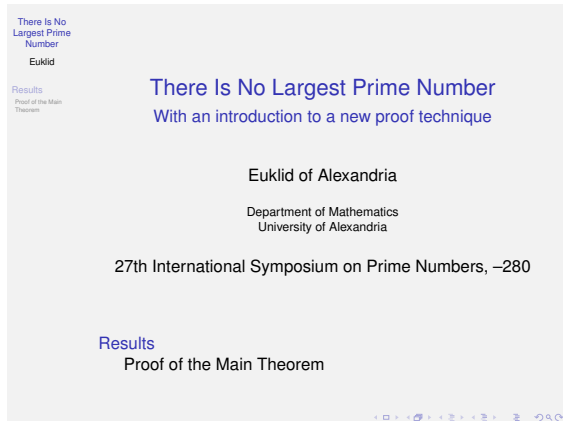 There Is No
Largest Prime
Number
Euklid
Results
Proof of the Main
Theorem
There Is No Largest Prime Number
With an introduction to a new proof technique
Euklid of Alexandria
Department of Mathematics
University of Alexandria
27th International Symposium on Prime Numbers, –280
Results
Proof of the Main Theorem